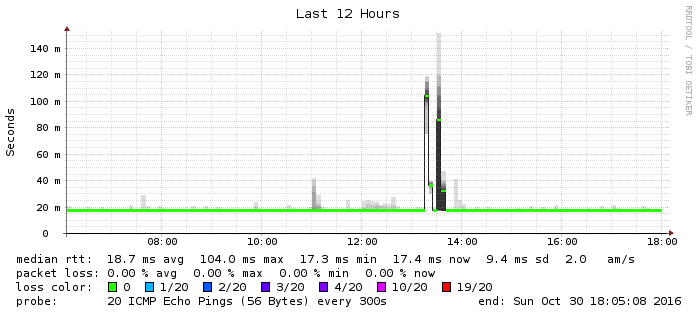 Last 12 Hours
RRDTOOL / TOBI OETIKER
Seconds
140 m
120 m
100 m
80 m
60 m
40 m
20 m
0
08:00 10:00 12:00 14:00 16:00 18:00
median rtt: 18.7 ms avg 104.0 ms max 17.3 ms min 17.4 ms now 9.4 ms sd 2.0 am/s
packet loss: 0.00 % avg 0.00 % max 0.00 % min 0.00 % now
loss color: 0 1/20 2/20 3/20 4/20 10/20 19/20
probe: 20 ICMP Echo Pings (56 Bytes) every 300s end: Sun Oct 30 18:05:08 2016